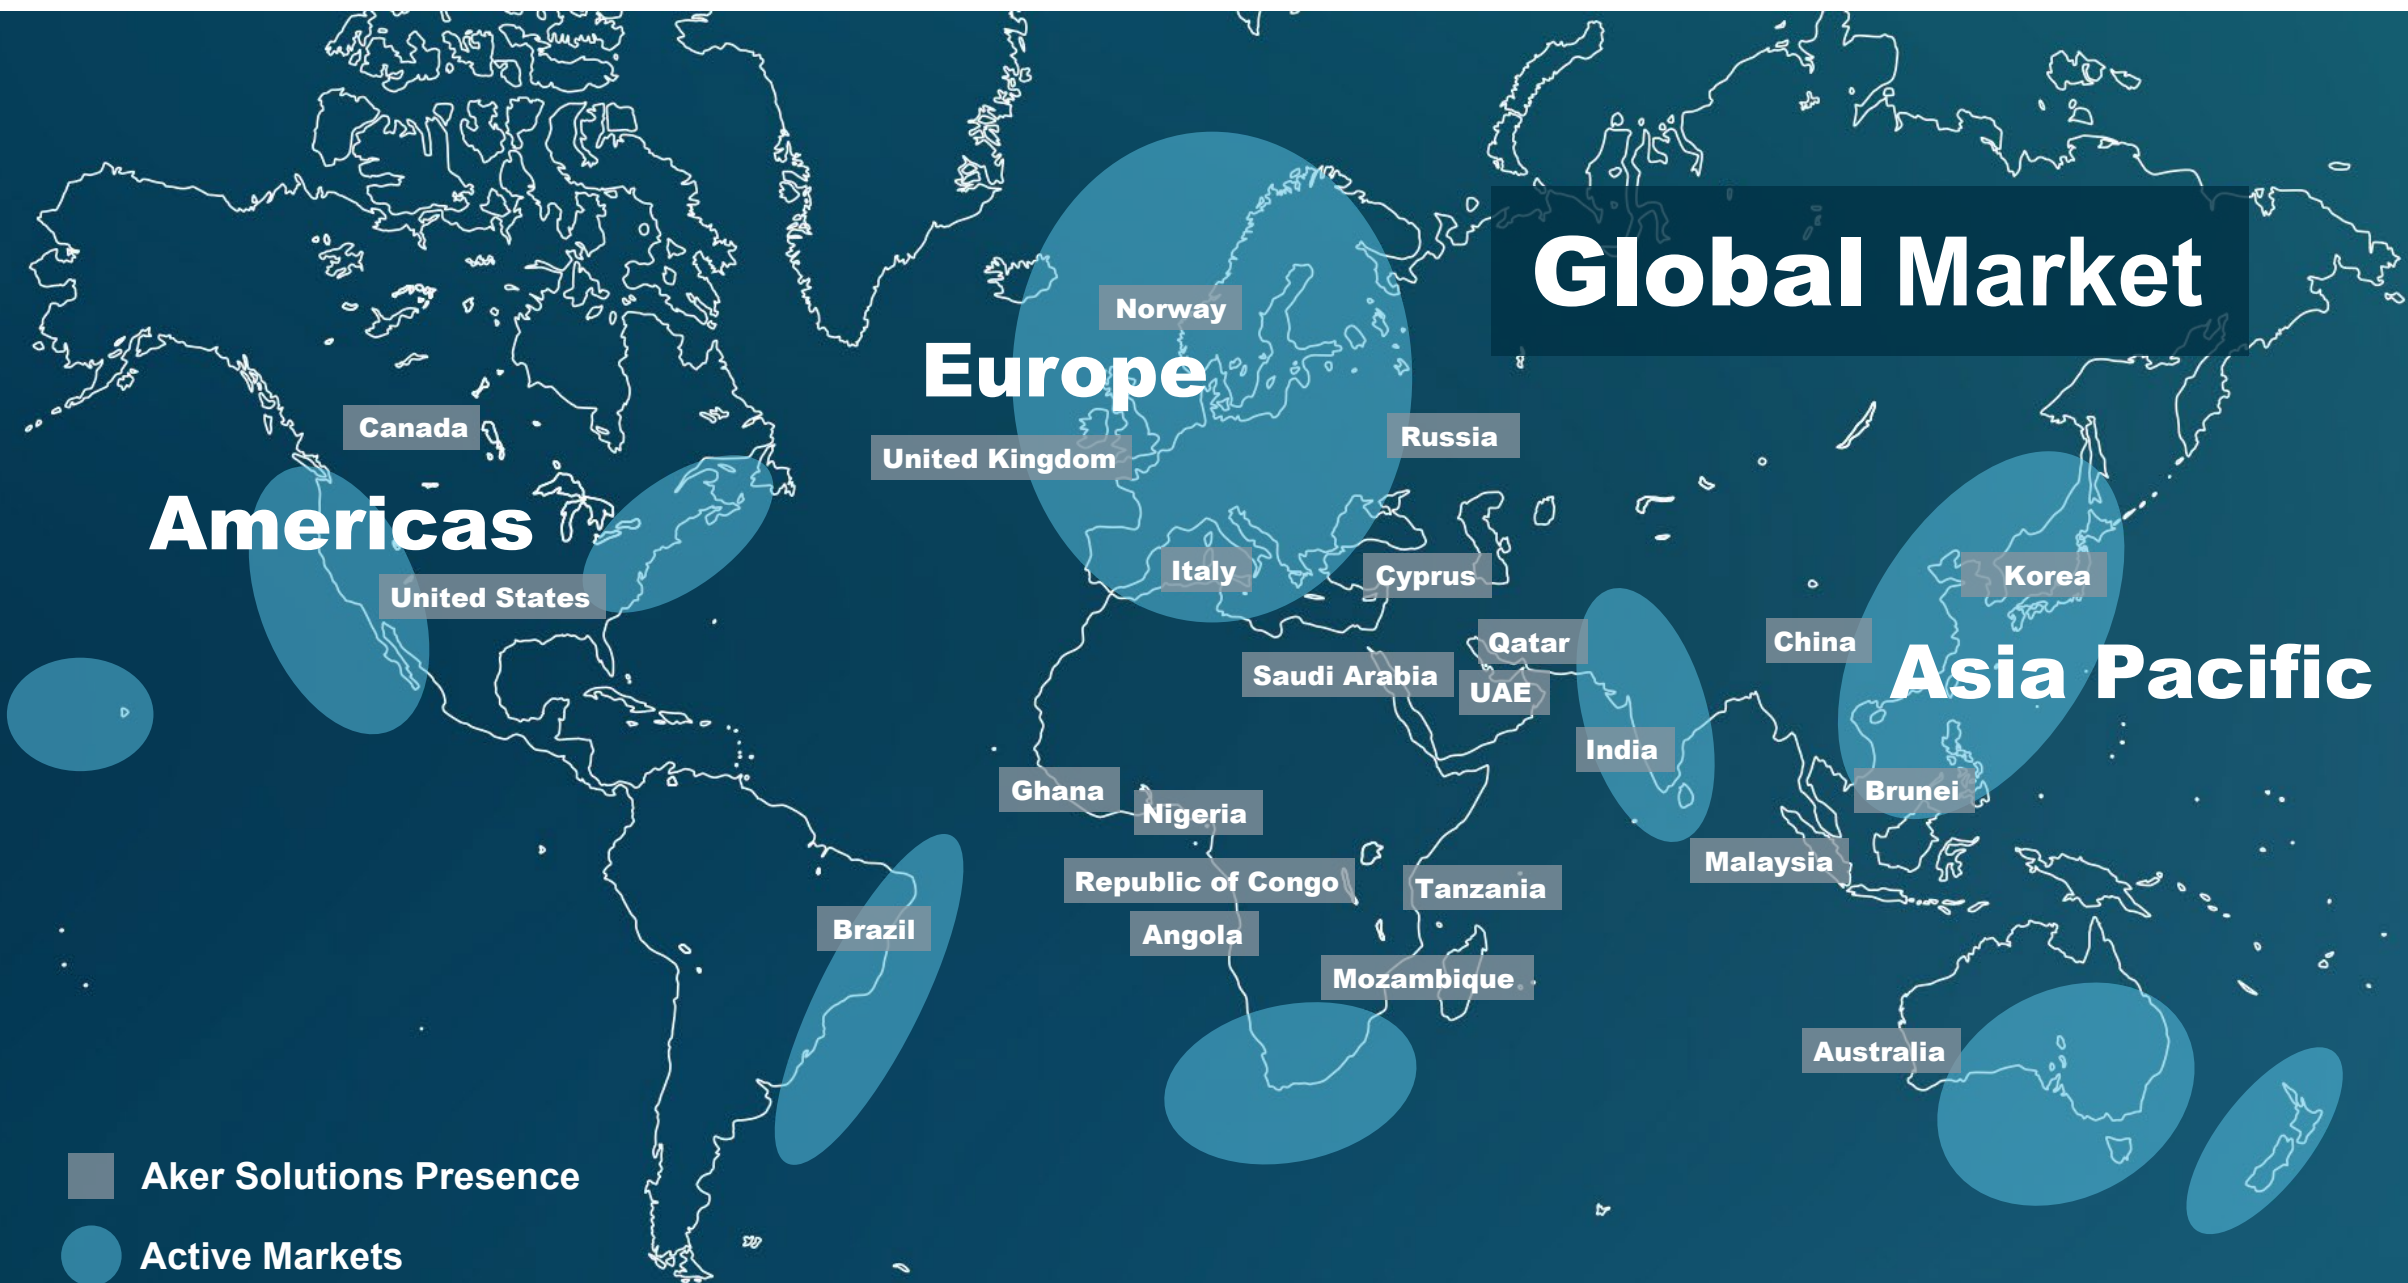 Global Market
Norway
Europe
Canada
United Kingdom
Russia
Americas
United States
Italy
Cyprus
Korea
Qatar
China
Saudi Arabia
UAE
Asia Pacific
India
Ghana
Nigeria
Brunei
Malaysia
Republic of Congo
Tanzania
Brazil
Angola
Mozambique
Australia
Aker Solutions Presence
Active Markets